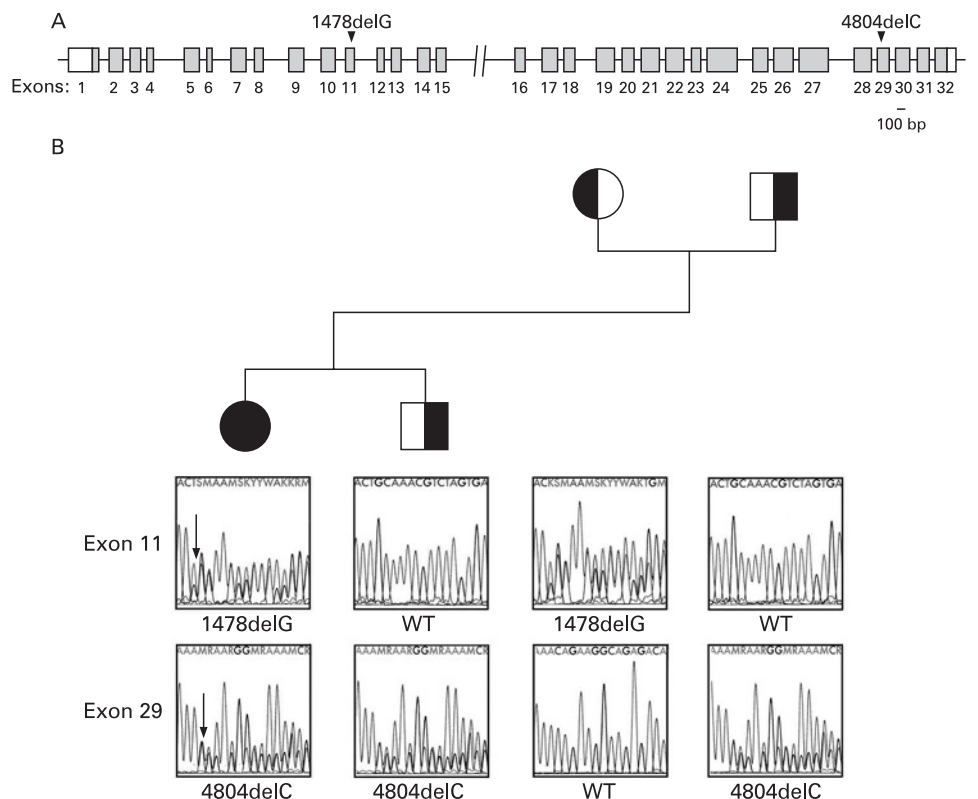 A
1478delG
4804delC
Exons: 1 2 3 4 5 6 7 8 9 10 11 12 13 14 15 16 17 18 19 20 21 22 23 24 25 26 27 28 29 30 31 32
100 bp
B
ACTSMAAMSKYYWAKKRM ACTGCAAACGTCTAGTGA ACKSMAAMSKYYWAKTGM ACTGCAAACGTCTAGTGA
Exon 11
1478delG WT 1478delG WT
AAAMRAARGGMRAAAMCR AAAMRAARGGMRAAAMCR AAACAGAAGGCAGAGACA AAAMRAARGGMRAAAMCR
Exon 29
4804delC 4804delC WT 4804delC